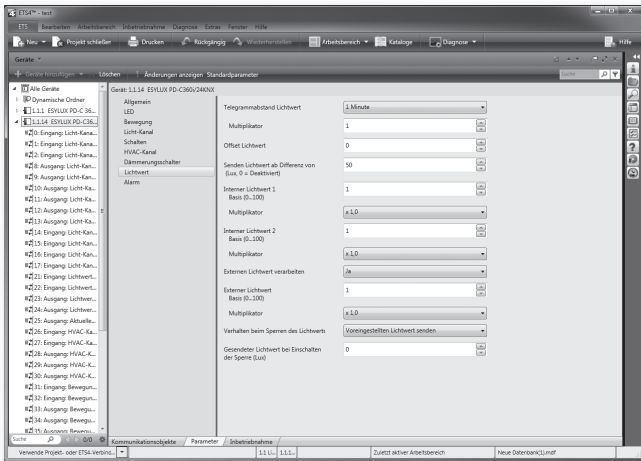 ETS4™ - test
ETS Bearbeiten Arbeitsbereich Inbetriebnahme Diagnose Extras Fenster Hilfe
Neu Projekt schließen Drucken Rückgängig Wiederherstellen Arbeitsbereich Kataloge Diagnose Hilfe
Geräte
Geräte hinzufügen Löschen Änderungen anzeigen Standardparameter Suche
Alle Geräte
Dynamische Ordner
1.1.1 ESYLUX PD-C 36...
1.1.14 ESYLUX PD-C36...
0: Eingang: Licht-Kana...
1: Eingang: Licht-Kana...
2: Eingang: Licht-Kana...
8: Ausgang: Licht-Ka...
9: Ausgang: Licht-Ka...
10: Ausgang: Licht-Ka...
11: Ausgang: Licht-Ka...
12: Ausgang: Licht-Ka...
13: Ausgang: Licht-Ka...
14: Eingang: Licht-Kan...
15: Eingang: Licht-Kan...
16: Eingang: Licht-Kan...
17: Eingang: Licht-Kan...
21: Eingang: Lichtwert...
22: Eingang: Lichtwert...
23: Ausgang: Lichtwer...
24: Ausgang: Lichtwer...
25: Ausgang: Aktuelle...
26: Eingang: HVAC-Ka...
27: Eingang: HVAC-Ka...
28: Ausgang: HVAC-K...
29: Ausgang: HVAC-K...
30: Ausgang: HVAC-K...
31: Eingang: Bewegun...
32: Eingang: Bewegun...
33: Ausgang: Bewegu...
34: Ausgang: Bewegu...
35: Ausgang: Bewegu...
Suche 0/0
Gerät: 1.1.14 ESYLUX PD-C360i/24KNX
Allgemein
LED
Bewegung
Licht-Kanal
Schalten
HVAC-Kanal
Dämmerungsschalter
Lichtwert
Alarm
Telegrammabstand Lichtwert 1 Minute
Multiplikator 1
Offset Lichtwert 0
Senden Lichtwert ab Differenz von 50
(Lux, 0 = Deaktiviert)
Interner Lichtwert 1 1
Basis (0...100)
Multiplikator x 1,0
Interner Lichtwert 2 1
Basis (0...100)
Multiplikator x 1,0
Externen Lichtwert verarbeiten Ja
Externer Lichtwert 1
Basis (0...100)
Multiplikator x 1,0
Verhalten beim Sperren des Lichtwerts Voreingestellten Lichtwert senden
Gesendeter Lichtwert bei Einschalten 0
der Sperre (Lux)
Kommunikationsobjekte Parameter Inbetriebnahme
Verwende Projekt- oder ETS4-Verbind... 1.1 Li... 1.1.1... Zuletzt aktiver Arbeitsbereich Neue Datenbank(1).mdf